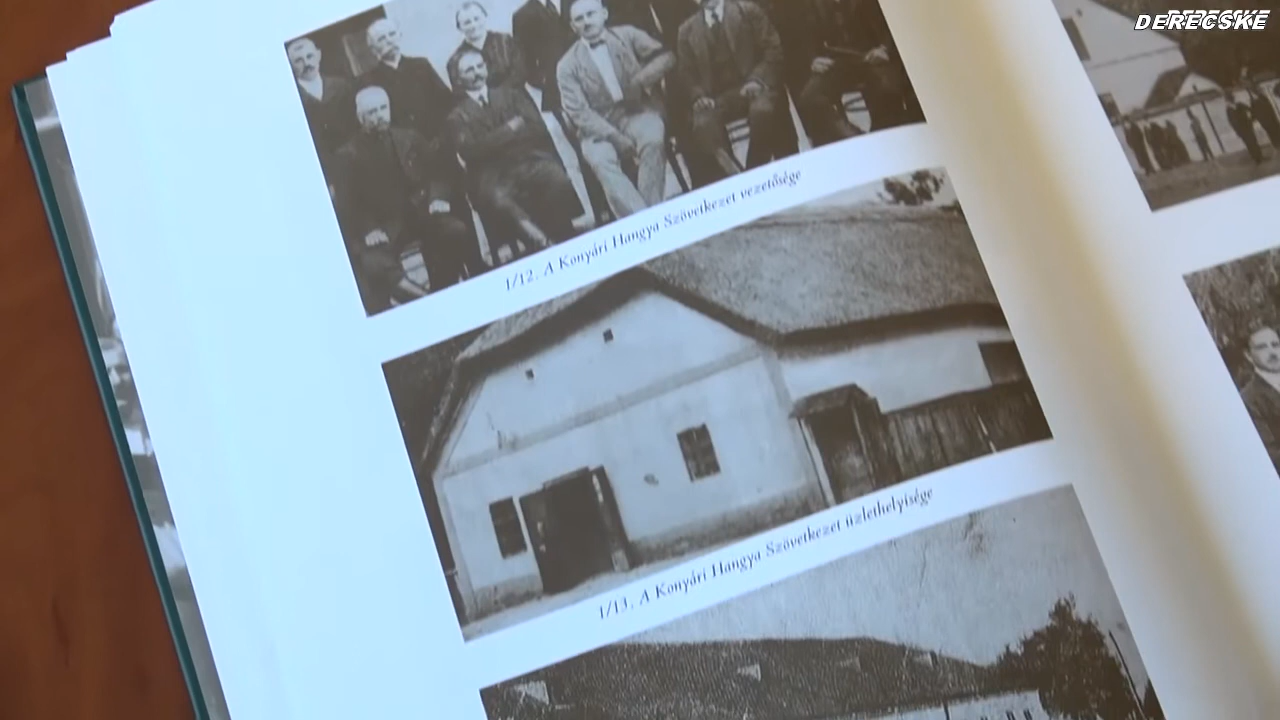 DERECSKE
1/12. A Konyári Hangya Szövetkezet vezetősége
1/13. A Konyári Hangya Szövetkezet üzlethelyisége